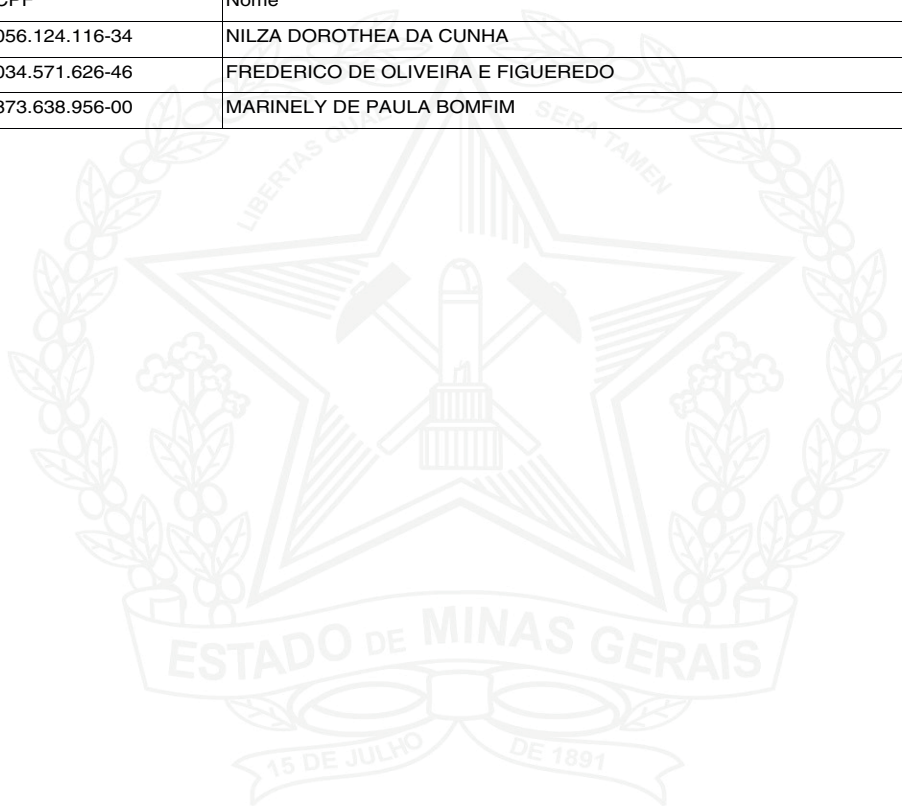 CPF Nome
056.124.116-34 NILZA DOROTHEA DA CUNHA
034.571.626-46 FREDERICO DE OLIVEIRA E FIGUEREDO
873.638.956-00 MARINELY DE PAULA BOMFIM
LIBERTAS QUAE SERA TAMEN
ESTADO DE MINAS GERAIS
15 DE JULHO DE 1891